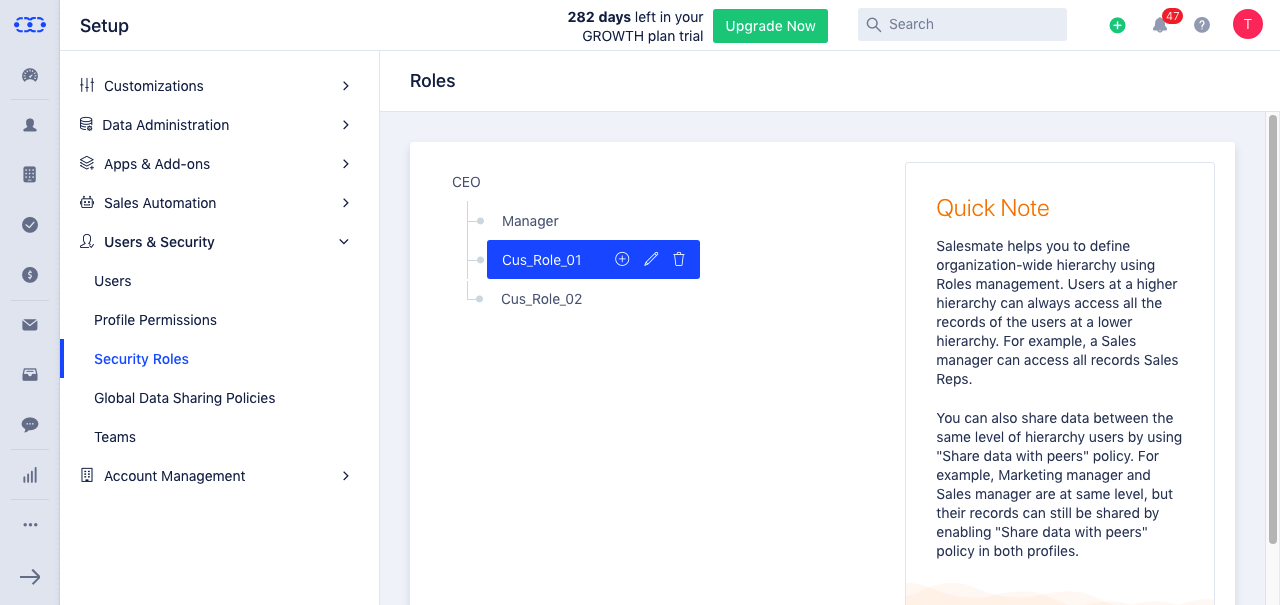 Setup
282 days left in your
GROWTH plan trial
Upgrade Now
Search
47
T
Customizations
Data Administration
Apps & Add-ons
Sales Automation
Users & Security
Users
Profile Permissions
Security Roles
Global Data Sharing Policies
Teams
Account Management
Roles
CEO
Manager
Cus_Role_01
Cus_Role_02
Quick Note
Salesmate helps you to define
organization-wide hierarchy using
Roles management. Users at a higher
hierarchy can always access all the
records of the users at a lower
hierarchy. For example, a Sales
manager can access all records Sales
Reps.
You can also share data between the
same level of hierarchy users by using
"Share data with peers" policy. For
example, Marketing manager and
Sales manager are at same level, but
their records can still be shared by
enabling "Share data with peers"
policy in both profiles.